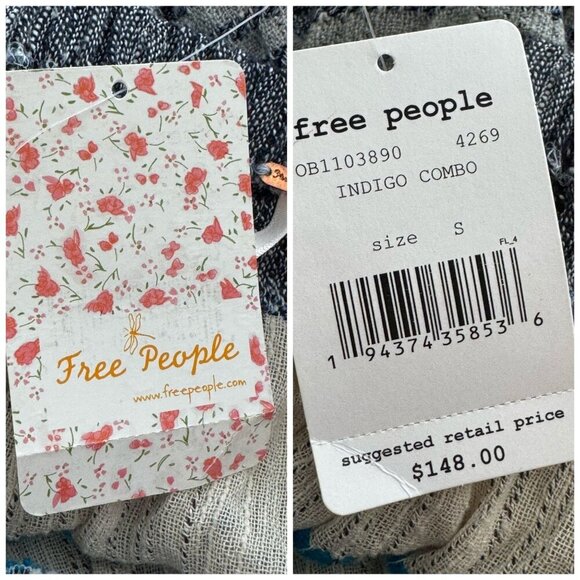 Free People
www.freepeople.com
free people
OB1103890 4269
INDIGO COMBO
size S
FL_4
1 94374 35853 6
suggested retail price
$148.00